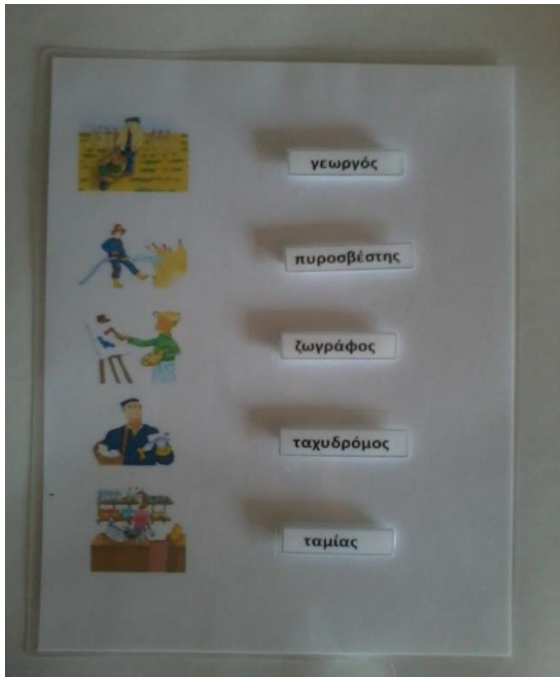 γεωργός
πυροσβέστης
ζωγράφος
ταχυδρόμος
ταμίας